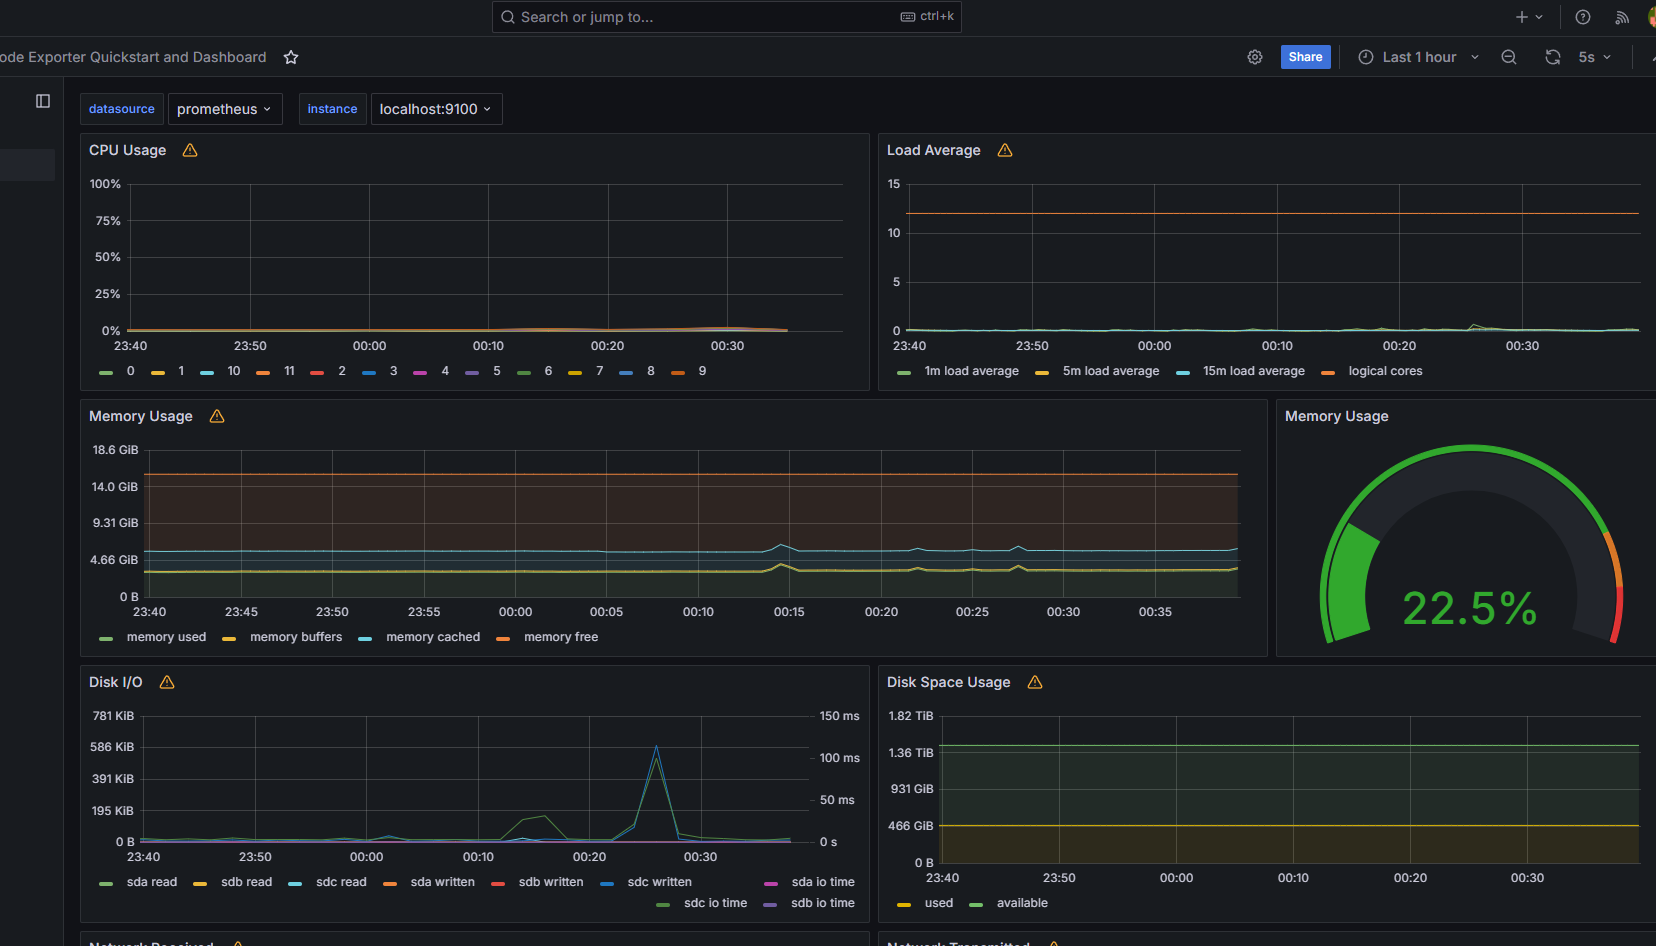 Search or jump to... ctrl+k
ode Exporter Quickstart and Dashboard Share Last 1 hour 5s
datasource prometheus instance localhost:9100
CPU Usage
100%
75%
50%
25%
0%
23:40 23:50 00:00 00:10 00:20 00:30
0 1 10 11 2 3 4 5 6 7 8 9
Load Average
15
10
5
0
23:40 23:50 00:00 00:10 00:20 00:30
1m load average 5m load average 15m load average logical cores
Memory Usage
18.6 GiB
14.0 GiB
9.31 GiB
4.66 GiB
0 B
23:40 23:45 23:50 23:55 00:00 00:05 00:10 00:15 00:20 00:25 00:30 00:35
memory used memory buffers memory cached memory free
Memory Usage
22.5%
Disk I/O
781 KiB 150 ms
586 KiB 100 ms
391 KiB 50 ms
195 KiB
0 B 0 s
23:40 23:50 00:00 00:10 00:20 00:30
sda read sdb read sdc read sda written sdb written sdc written sda io time
sdc io time sdb io time
Disk Space Usage
1.82 TiB
1.36 TiB
931 GiB
466 GiB
0 B
23:40 23:50 00:00 00:10 00:20 00:30
used available
Network Received
Network Transmitted